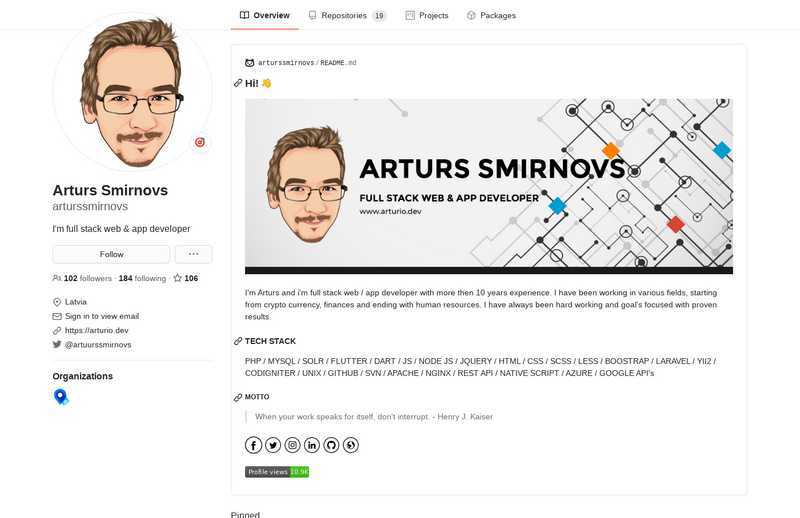 Overview
Repositories 19
Projects
Packages
arturssmirnovs / README.md
Hi! 👋
ARTURS SMIRNOVS
FULL STACK WEB & APP DEVELOPER
www.arturio.dev
I'm Arturs and i'm full stack web / app developer with more then 10 years experience. I have been working in various fields, starting
from crypto currency, finances and ending with human resources. I have always been hard working and goal's focused with proven
results.
TECH STACK
PHP / MYSQL / SOLR / FLUTTER / DART / JS / NODE JS / JQUERY / HTML / CSS / SCSS / LESS / BOOSTRAP / LARAVEL / YII2 /
CODIGNITER / UNIX / GITHUB / SVN / APACHE / NGINX / REST API / NATIVE SCRIPT / AZURE / GOOGLE API's
MOTTO
When your work speaks for itself, don't interrupt. - Henry J. Kaiser
Profile views 10.9K
Pinned
Arturs Smirnovs
arturssmirnovs
I'm full stack web & app developer
Follow
···
102 followers · 184 following · 106
Latvia
Sign in to view email
https://arturio.dev
@artuurssmirnovs
Organizations